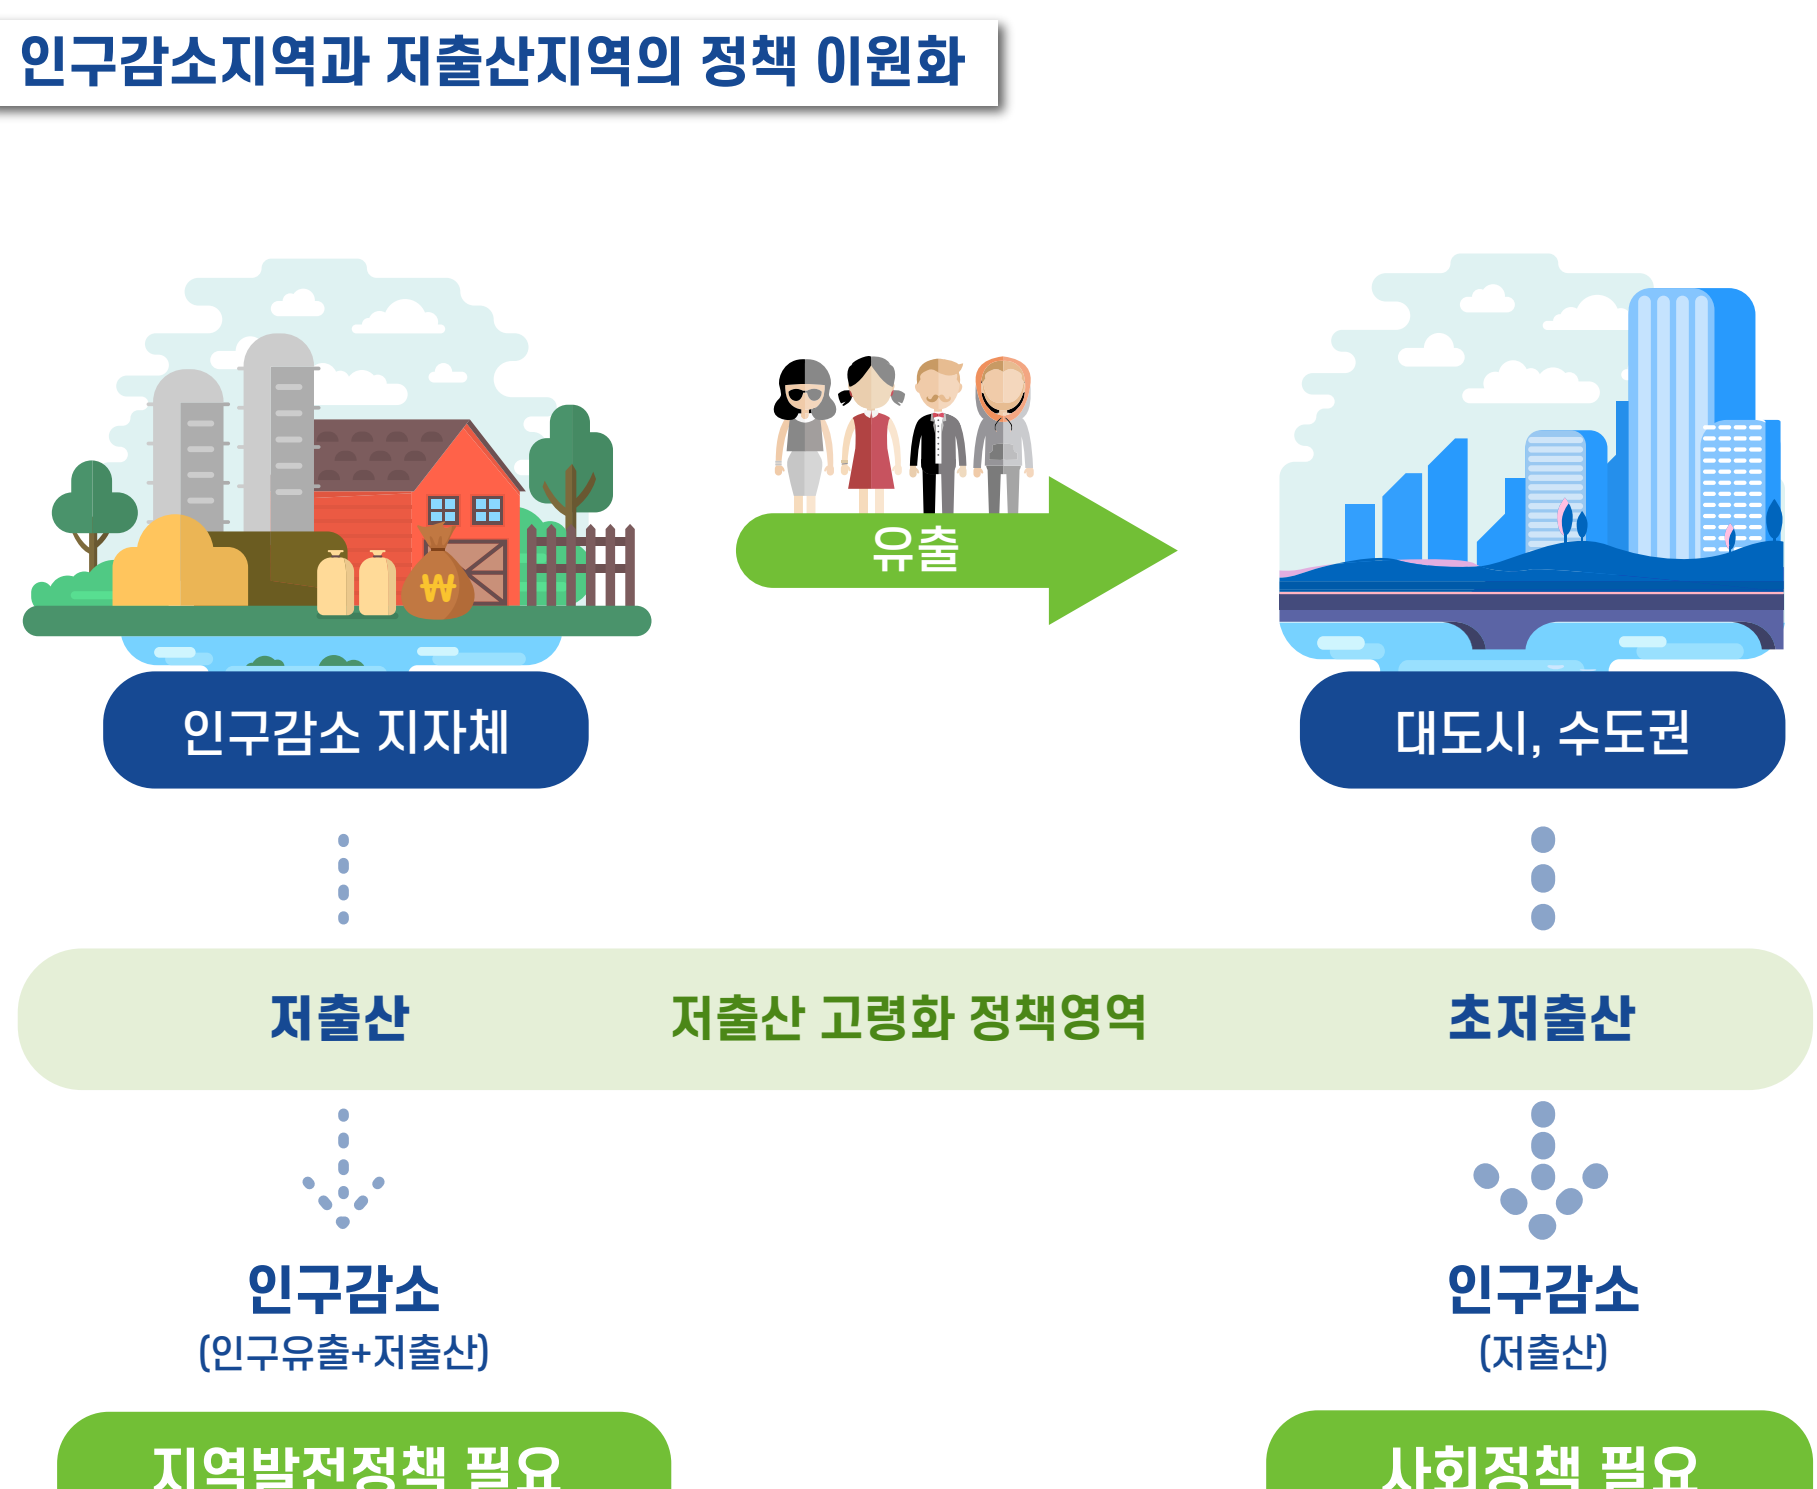 인구감소지역과 저출산지역의 정책 이원화
유출
₩
인구감소 지자체
대도시, 수도권
저출산
저출산 고령화 정책영역
초저출산
인구감소
(인구유출+저출산)
인구감소
(저출산)
지역발전정책 필요
사회정책 필요